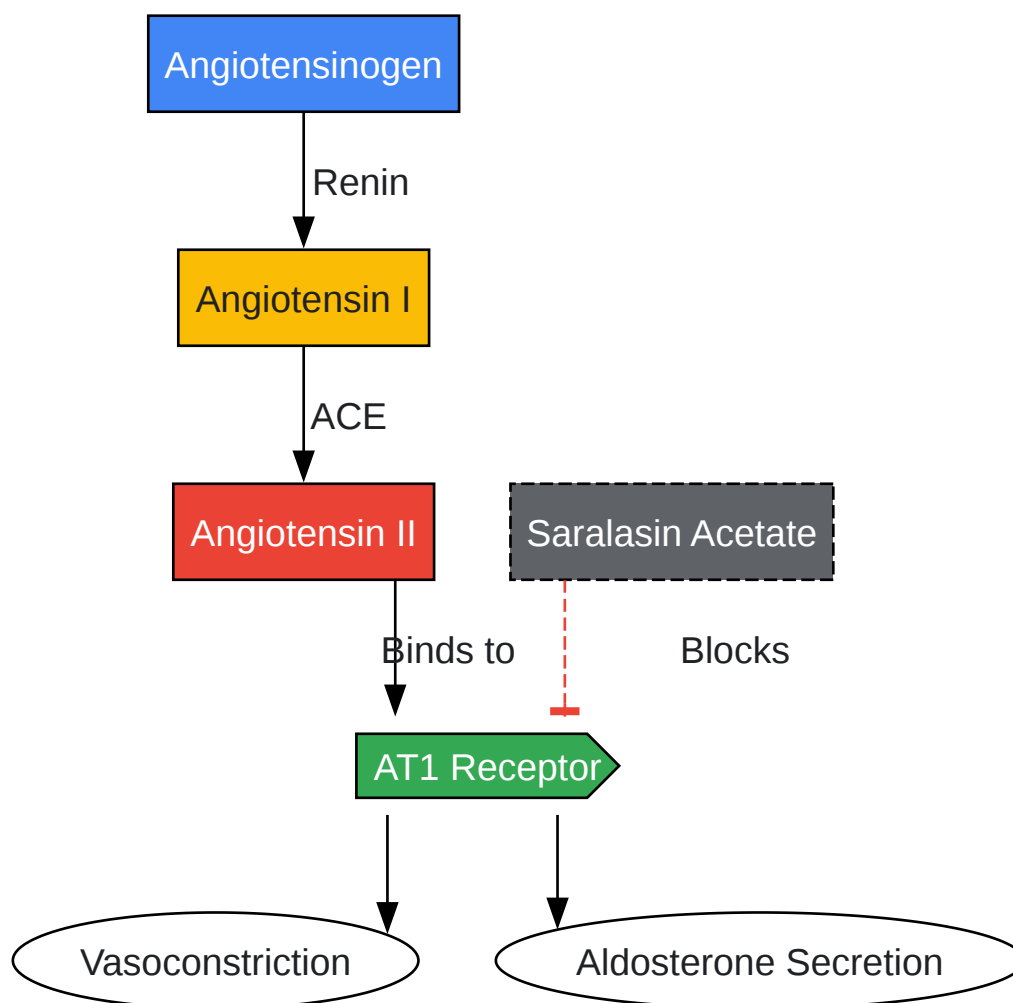 Angiotensinogen
Renin
Angiotensin I
ACE
Angiotensin II
Saralasin Acetate
Binds to
Blocks
AT1 Receptor
Vasoconstriction
Aldosterone Secretion